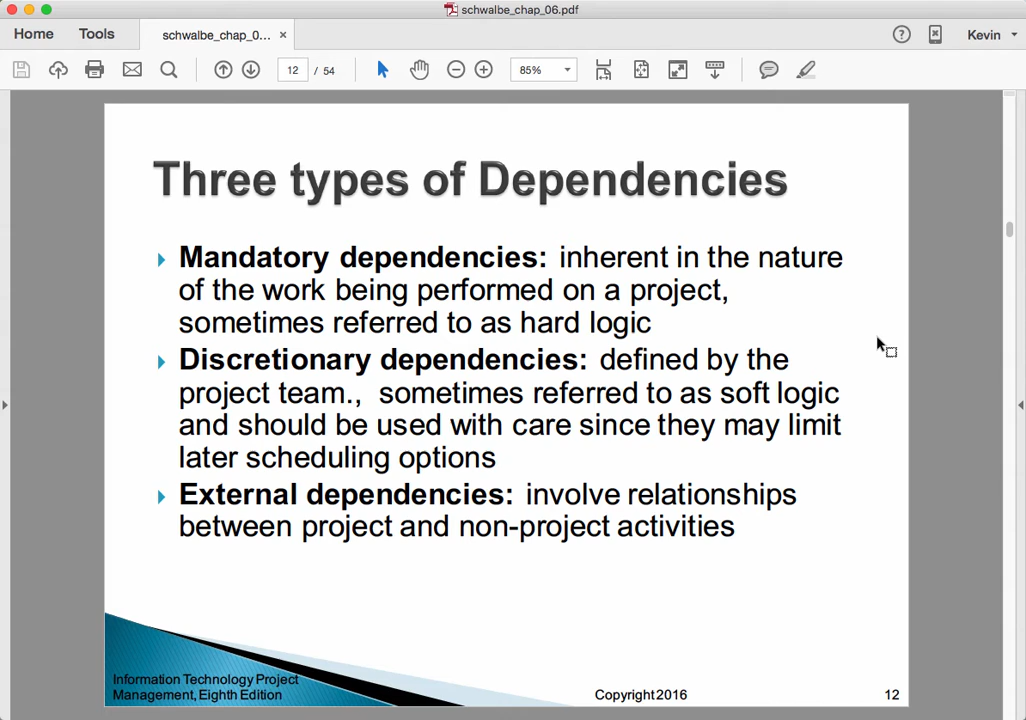 schwalbe_chap_06.pdf
Home Tools schwalbe_chap_0... × Kevin
12 / 54 85%
Three types of Dependencies
Mandatory dependencies: inherent in the nature
of the work being performed on a project,
sometimes referred to as hard logic
Discretionary dependencies: defined by the
project team., sometimes referred to as soft logic
and should be used with care since they may limit
later scheduling options
External dependencies: involve relationships
between project and non-project activities
Information Technology Project
Management, Eighth Edition Copyright 2016 12